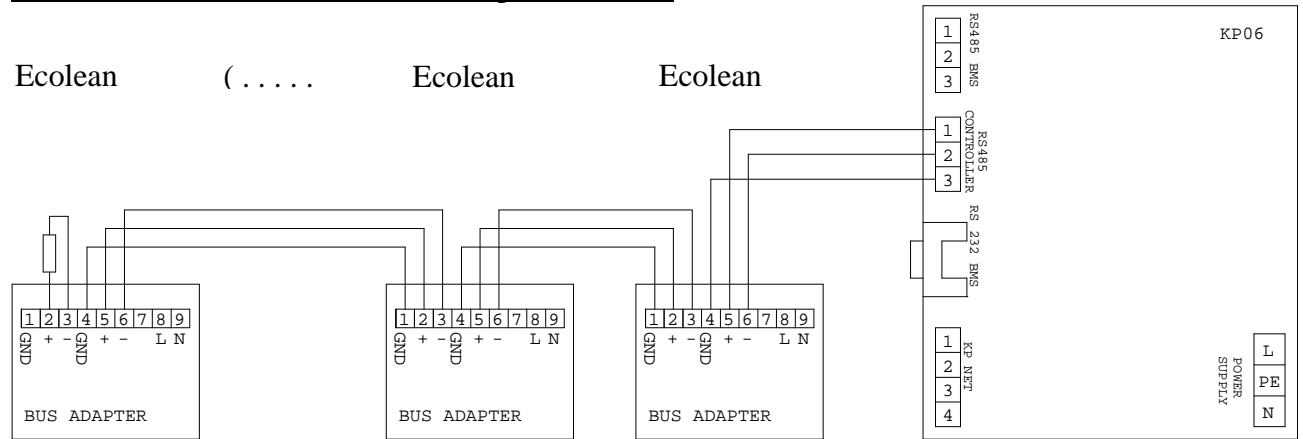 Ecolean ( ..... Ecolean Ecolean
KP06
1
2
3
RS485 BMS
1
2
3
RS485
CONTROLLER
RS 232 BMS
1
2
3
4
KP NET
POWER
SUPPLY
L
PE
N
1 2 3 4 5 6 7 8 9
GND + - GND + - L N
BUS ADAPTER
1 2 3 4 5 6 7 8 9
GND + - GND + - L N
BUS ADAPTER
1 2 3 4 5 6 7 8 9
GND + - GND + - L N
BUS ADAPTER